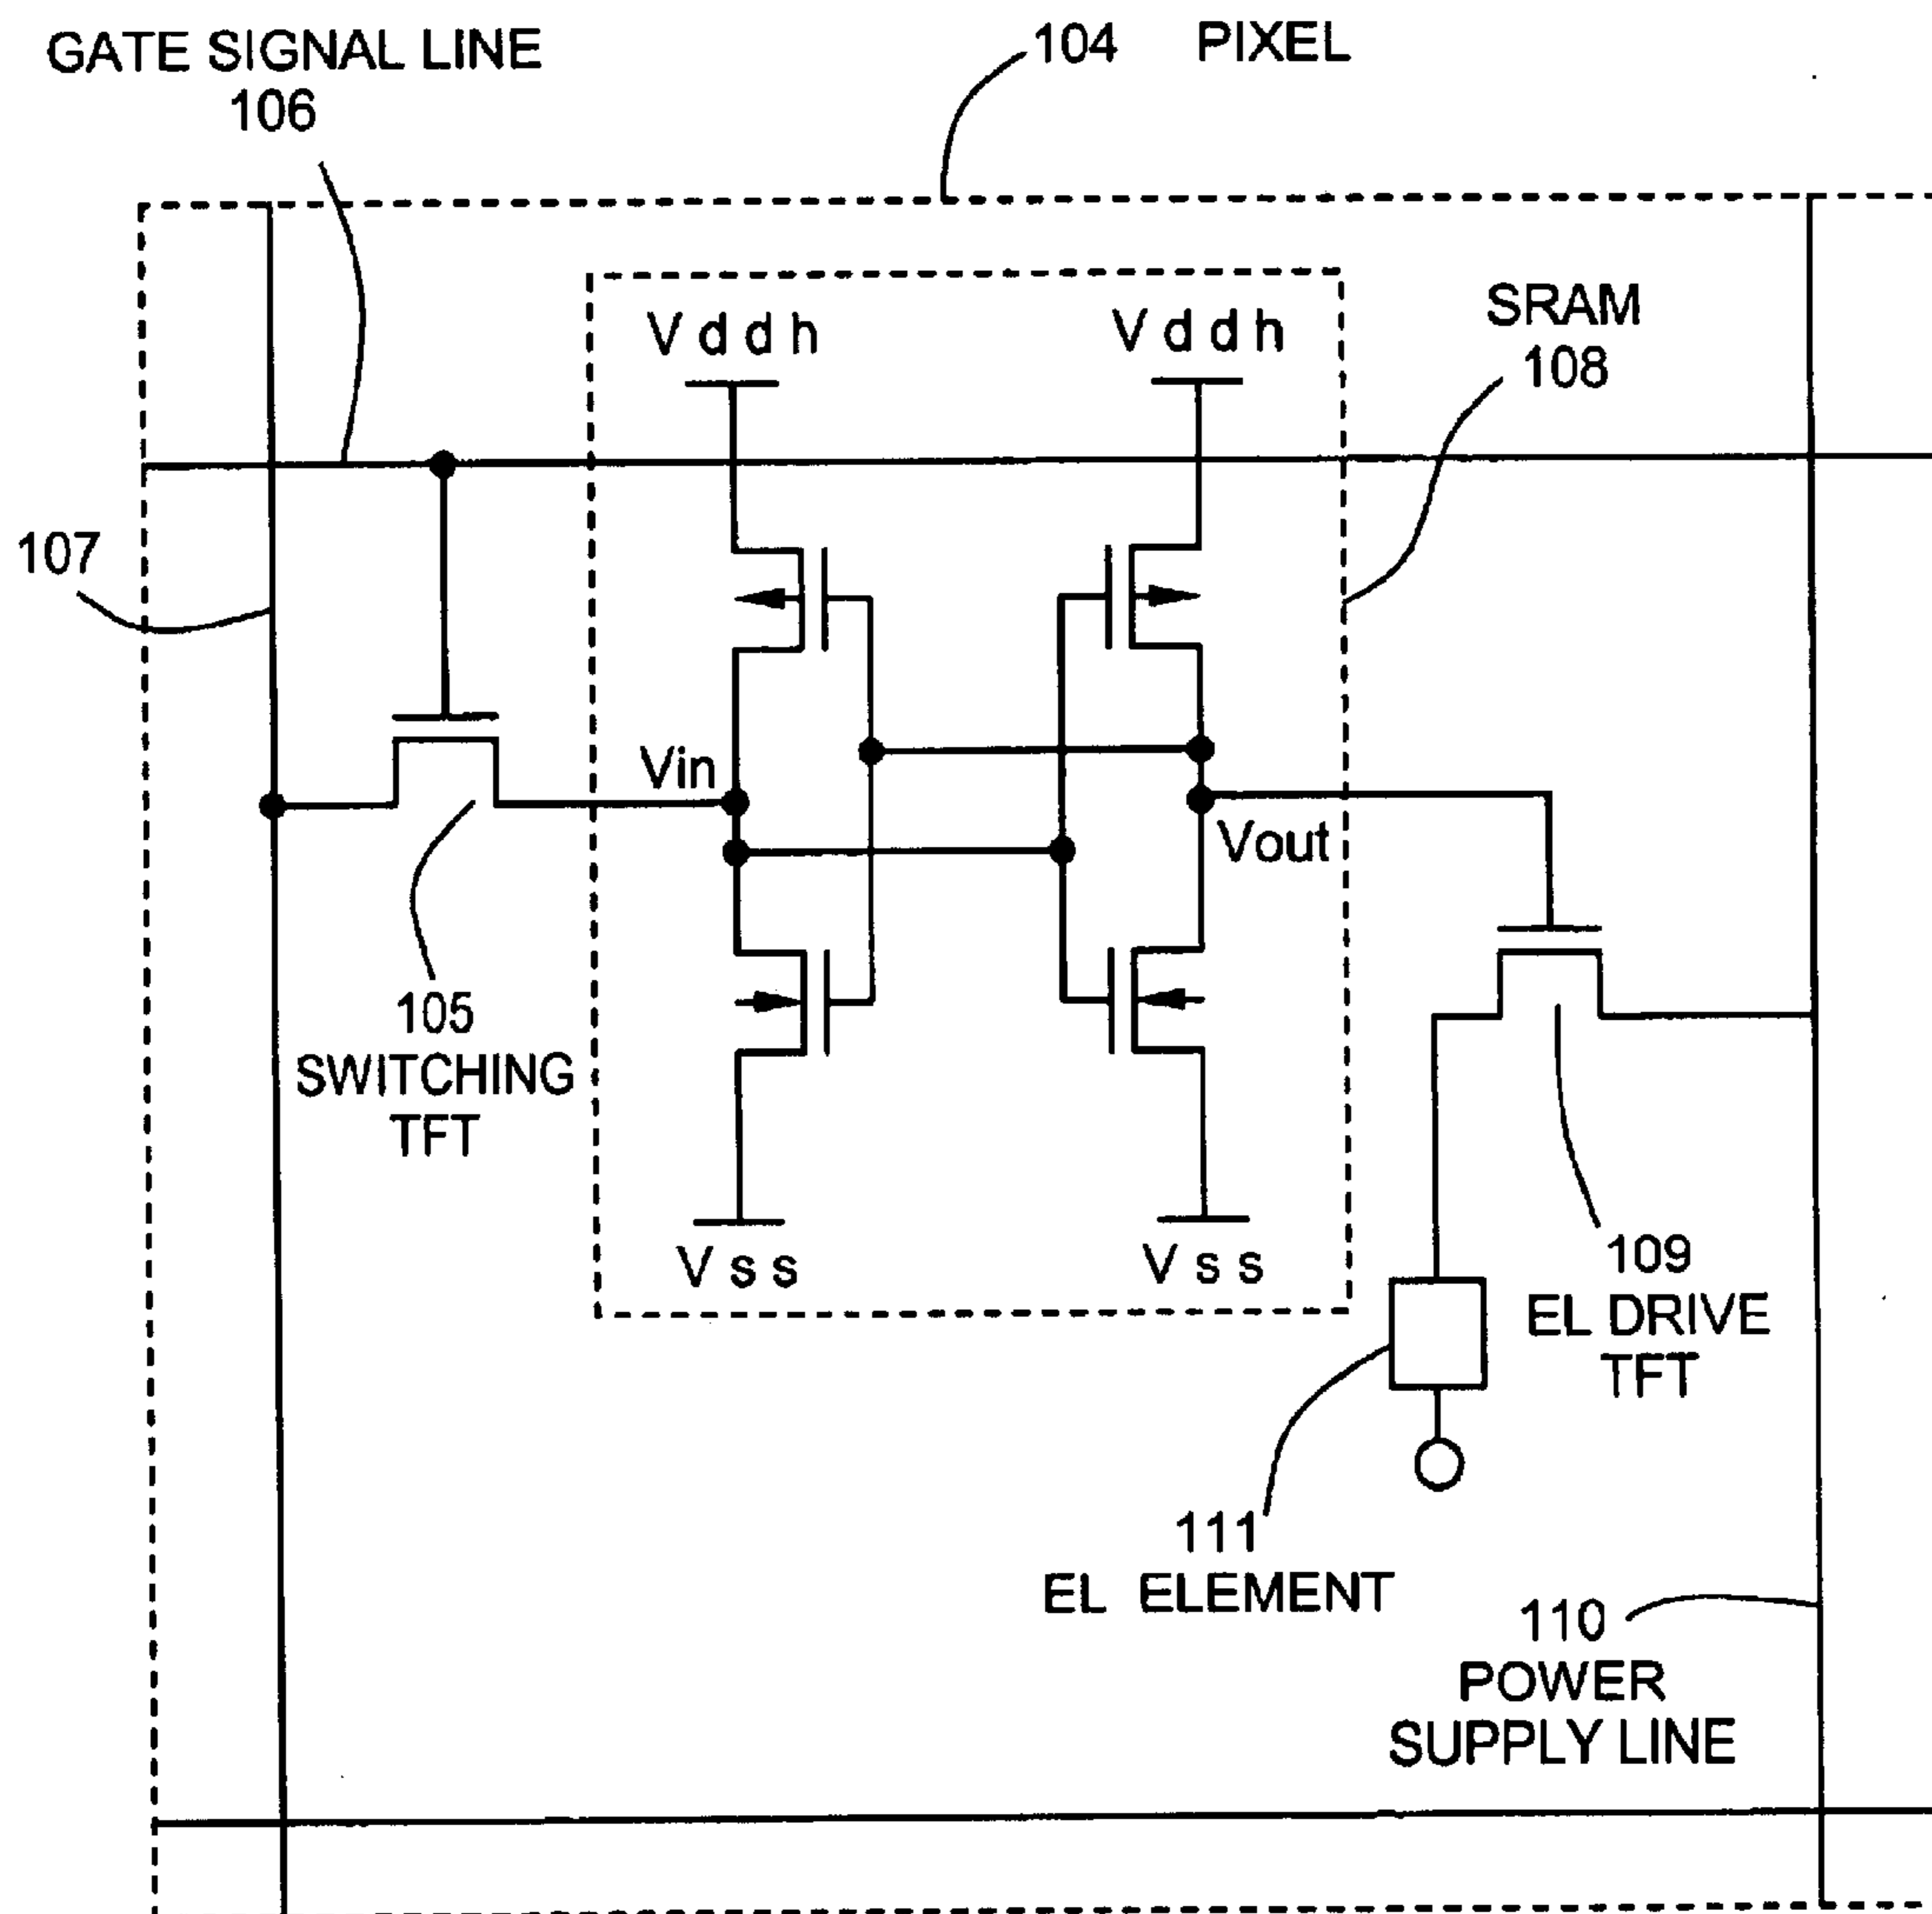 GATE SIGNAL LINE
106
104 PIXEL
SRAM
108
Vddh
Vddh
107
Vin
Vout
105
SWITCHING
TFT
Vss
Vss
109
EL DRIVE
TFT
111
EL ELEMENT
110
POWER
SUPPLY LINE